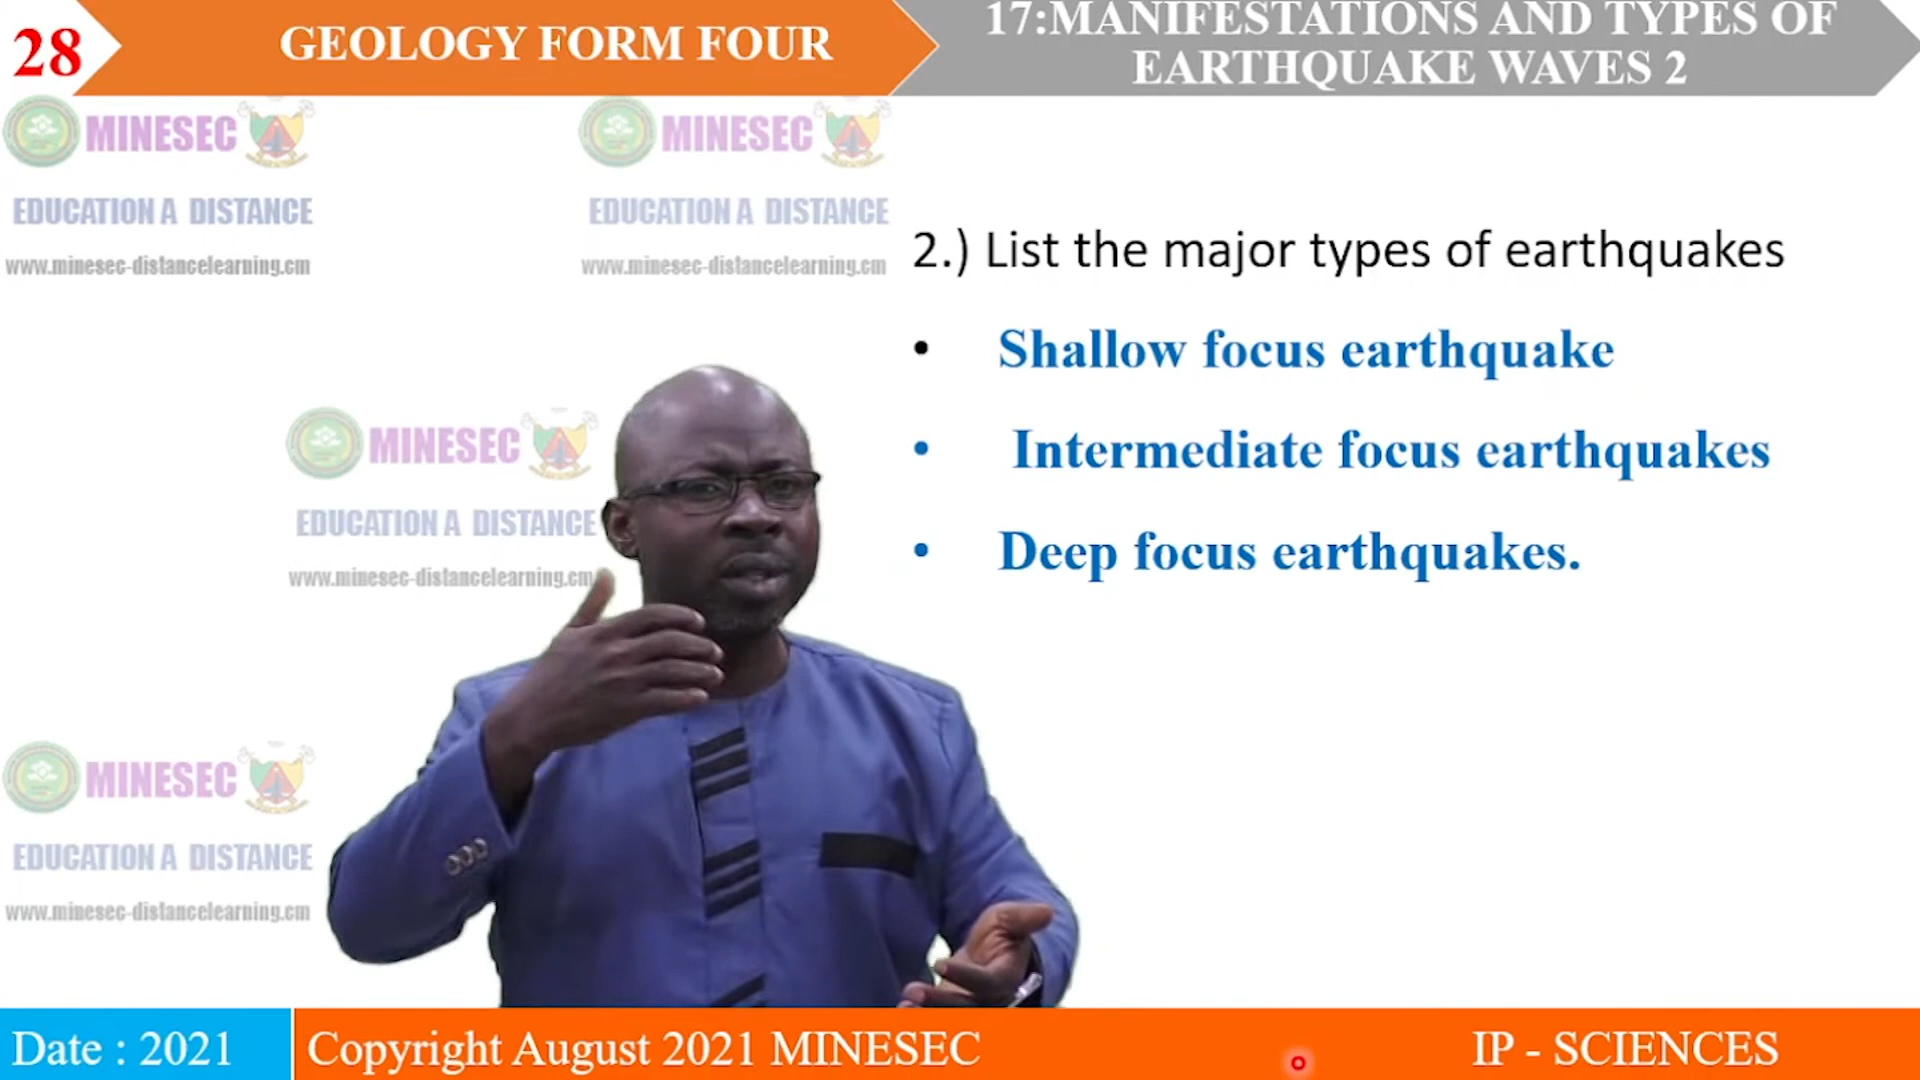 28
GEOLOGY FORM FOUR
17:MANIFESTATIONS AND TYPES OF
EARTHQUAKE WAVES 2
MINESEC
EDUCATION A DISTANCE
www.minesec-distancelearning.cm
MINESEC
EDUCATION A DISTANCE
www.minesec-distancelearning.cm
2.) List the major types of earthquakes
• Shallow focus earthquake
• Intermediate focus earthquakes
• Deep focus earthquakes.
MINESEC
EDUCATION A DISTANCE
www.minesec-distancelearning.cm
MINESEC
EDUCATION A DISTANCE
www.minesec-distancelearning.cm
Date : 2021
Copyright August 2021 MINESEC
IP - SCIENCES